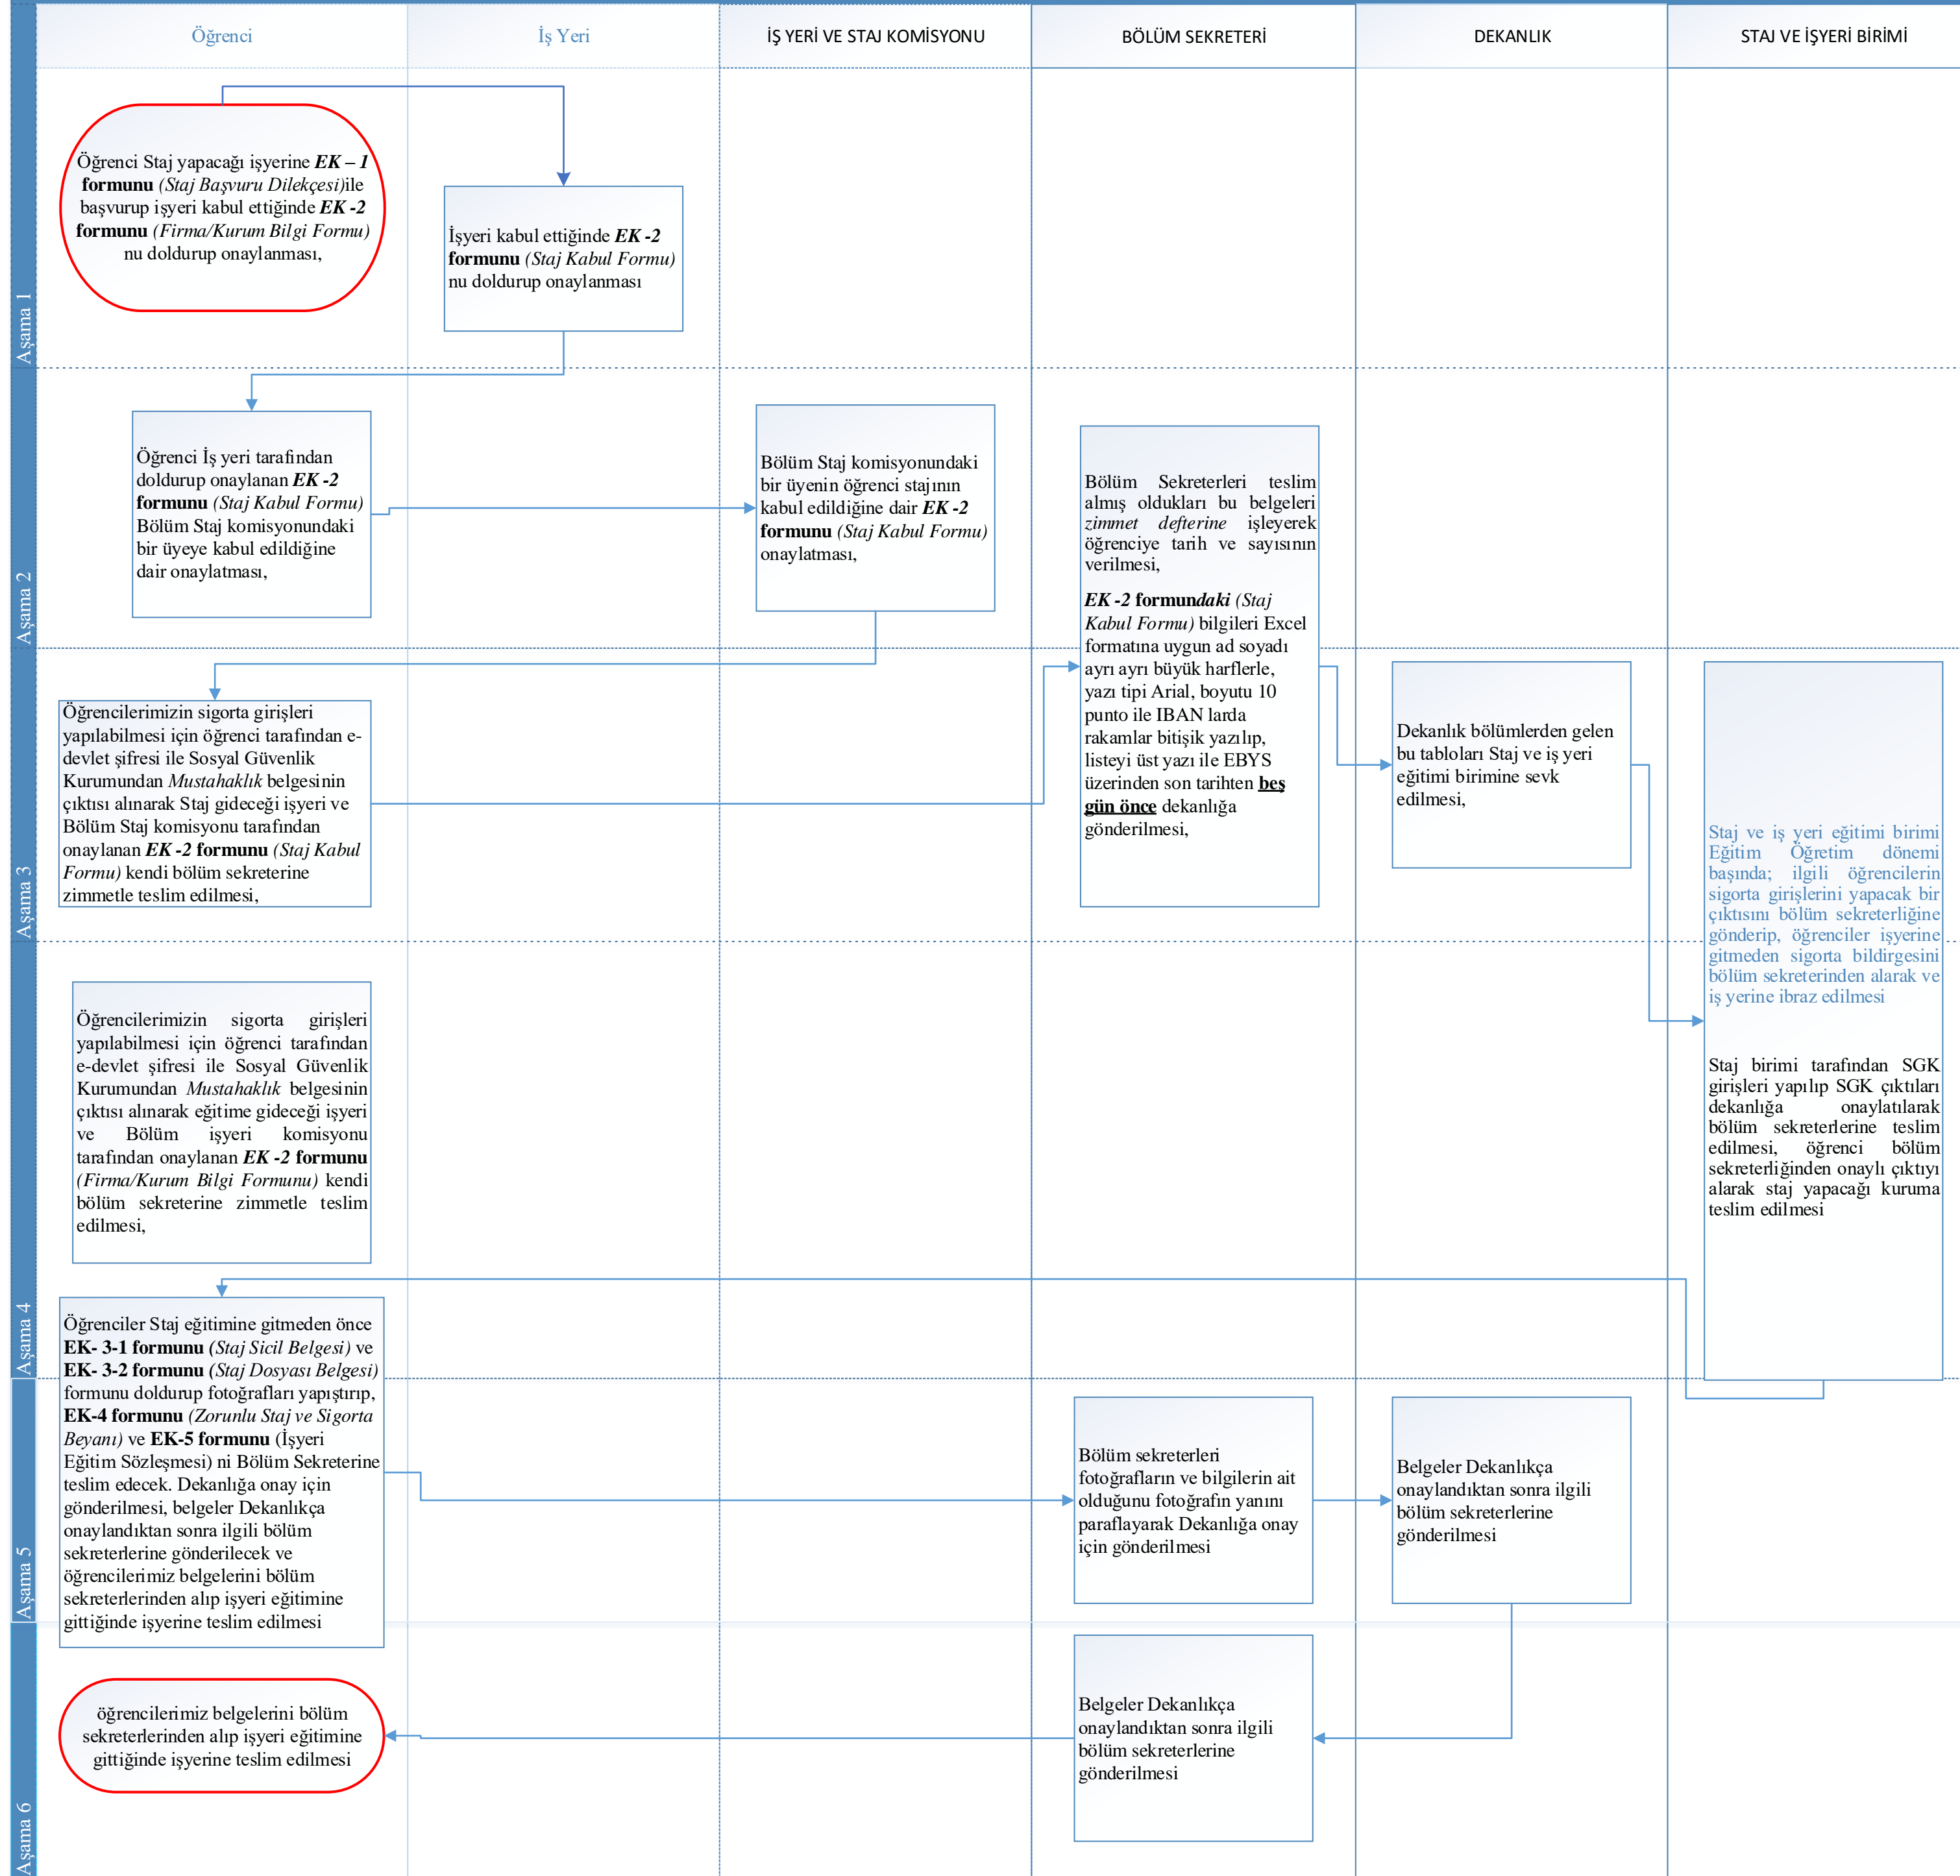 Öğrenci
İş Yeri
İŞ YERİ VE STAJ KOMİSYONU
BÖLÜM SEKRETERİ
DEKANLIK
STAJ VE İŞYERİ BİRİMİ
Aşama 1
Öğrenci Staj yapacağı işyerine EK – 1
formunu (Staj Başvuru Dilekçesi)ile
başvurup işyeri kabul ettiğinde EK -2
formunu (Firma/Kurum Bilgi Formu)
nu doldurup onaylanması,
İşyeri kabul ettiğinde EK -2
formunu (Staj Kabul Formu)
nu doldurup onaylanması
Aşama 2
Öğrenci İş yeri tarafından
doldurup onaylanan EK -2
formunu (Staj Kabul Formu)
Bölüm Staj komisyonundaki
bir üyeye kabul edildiğine
dair onaylatması,
Bölüm Staj komisyonundaki
bir üyenin öğrenci stajının
kabul edildiğine dair EK -2
formunu (Staj Kabul Formu)
onaylatması,
Bölüm Sekreterleri teslim
almış oldukları bu belgeleri
zimmet defterine işleyerek
öğrenciye tarih ve sayısının
verilmesi,
EK -2 formundaki (Staj
Kabul Formu) bilgileri Excel
formatına uygun ad soyadı
ayrı ayrı büyük harflerle,
yazı tipi Arial, boyutu 10
punto ile IBAN larda
rakamlar bitişik yazılıp,
listeyi üst yazı ile EBYS
üzerinden son tarihten beş
gün önce dekanlığa
gönderilmesi,
Aşama 3
Öğrencilerimizin sigorta girişleri
yapılabilmesi için öğrenci tarafından e-
devlet şifresi ile Sosyal Güvenlik
Kurumundan Mustahaklık belgesinin
çıktısı alınarak Staj gideceği işyeri ve
Bölüm Staj komisyonu tarafından
onaylanan EK -2 formunu (Staj Kabul
Formu) kendi bölüm sekreterine
zimmetle teslim edilmesi,
Dekanlık bölümlerden gelen
bu tabloları Staj ve iş yeri
eğitimi birimine sevk
edilmesi,
Staj ve iş yeri eğitimi birimi
Eğitim Öğretim dönemi
başında; ilgili öğrencilerin
sigorta girişlerini yapacak bir
çıktısını bölüm sekreterliğine
gönderip, öğrenciler işyerine
gitmeden sigorta bildirgesini
bölüm sekreterinden alarak ve
iş yerine ibraz edilmesi
Staj birimi tarafından SGK
girişleri yapılıp SGK çıktıları
dekanlığa onaylatılarak
bölüm sekreterlerine teslim
edilmesi, öğrenci bölüm
sekreterliğinden onaylı çıktıyı
alarak staj yapacağı kuruma
teslim edilmesi
Aşama 4
Öğrencilerimizin sigorta girişleri
yapılabilmesi için öğrenci tarafından
e-devlet şifresi ile Sosyal Güvenlik
Kurumundan Mustahaklık belgesinin
çıktısı alınarak eğitime gideceği işyeri
ve Bölüm işyeri komisyonu
tarafından onaylanan EK -2 formunu
(Firma/Kurum Bilgi Formunu) kendi
bölüm sekreterine zimmetle teslim
edilmesi,
Öğrenciler Staj eğitimine gitmeden önce
EK- 3-1 formunu (Staj Sicil Belgesi) ve
EK- 3-2 formunu (Staj Dosyası Belgesi)
formunu doldurup fotoğrafları yapıştırıp,
EK-4 formunu (Zorunlu Staj ve Sigorta
Beyanı) ve EK-5 formunu (İşyeri
Eğitim Sözleşmesi) ni Bölüm Sekreterine
teslim edecek. Dekanlığa onay için
gönderilmesi, belgeler Dekanlıkça
onaylandıktan sonra ilgili bölüm
sekreterlerine gönderilecek ve
öğrencilerimiz belgelerini bölüm
sekreterlerinden alıp işyeri eğitimine
gittiğinde işyerine teslim edilmesi
Aşama 5
Bölüm sekreterleri
fotoğrafların ve bilgilerin ait
olduğunu fotoğrafın yanını
paraflayarak Dekanlığa onay
için gönderilmesi
Belgeler Dekanlıkça
onaylandıktan sonra ilgili
bölüm sekreterlerine
gönderilmesi
Aşama 6
öğrencilerimiz belgelerini bölüm
sekreterlerinden alıp işyeri eğitimine
gittiğinde işyerine teslim edilmesi
Belgeler Dekanlıkça
onaylandıktan sonra ilgili
bölüm sekreterlerine
gönderilmesi